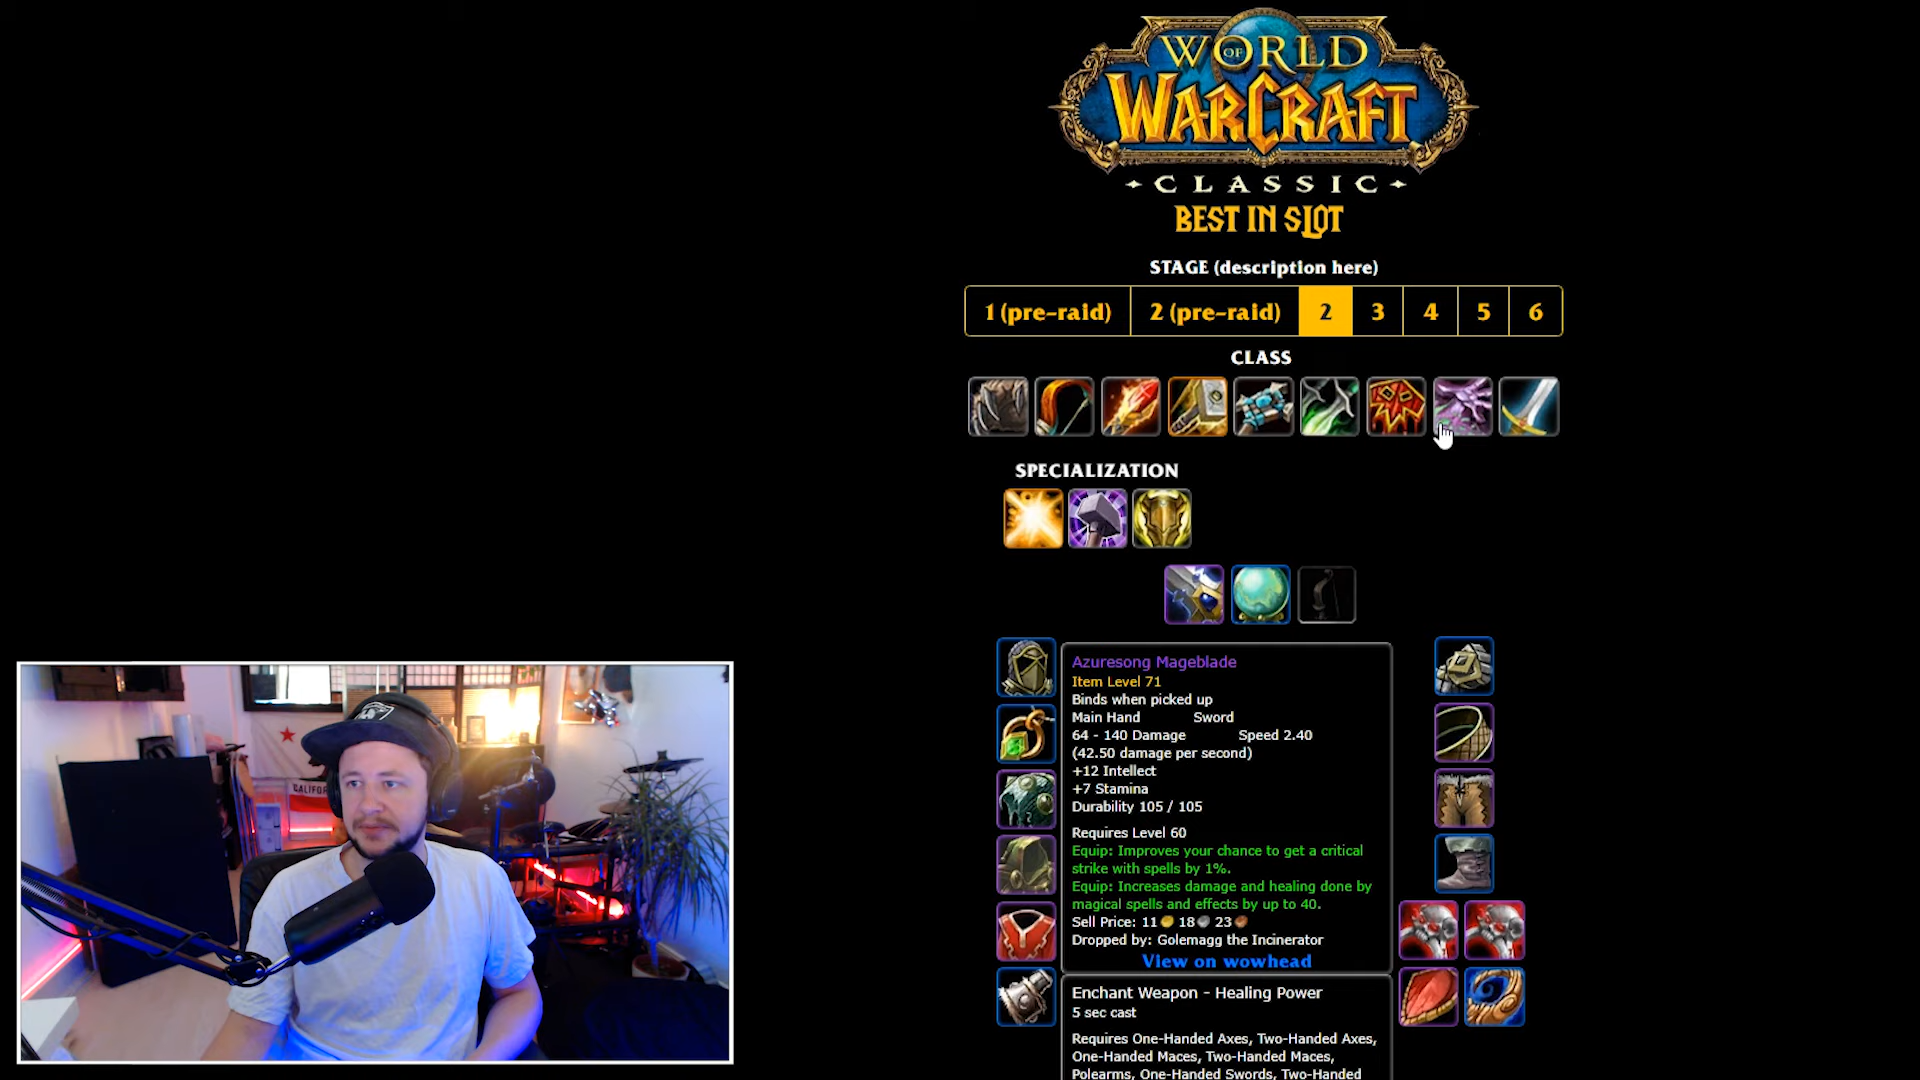 WORLD
OF
WARCRAFT
CLASSIC
BEST IN SLOT
STAGE (description here)
1 (pre-raid) 2 (pre-raid) 2 3 4 5 6
CLASS
SPECIALIZATION
Azuresong Mageblade
Item Level 71
Binds when picked up
Main Hand Sword
64 - 140 Damage Speed 2.40
(42.50 damage per second)
+12 Intellect
+7 Stamina
Durability 105 / 105
Requires Level 60
Equip: Improves your chance to get a critical
strike with spells by 1%.
Equip: Increases damage and healing done by
magical spells and effects by up to 40.
Sell Price: 11 18 23
Dropped by: Golemagg the Incinerator
View on wowhead
Enchant Weapon - Healing Power
5 sec cast
Requires One-Handed Axes, Two-Handed Axes,
One-Handed Maces, Two-Handed Maces,
Polearms, One-Handed Swords, Two-Handed
CALIFOR